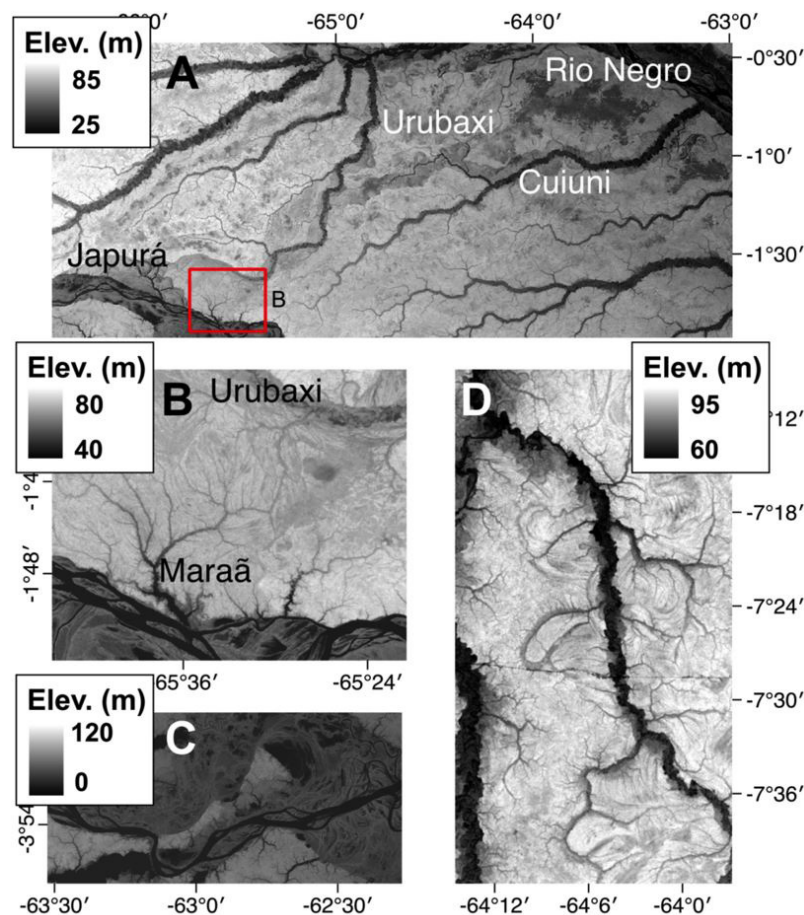 -65°0′ -64°0′ -63°0′
Elev. (m)
85
25
A
Rio Negro
Urubaxi
Cuiuni
Japurá
B
-0°30′
-1°0′
-1°30′
Elev. (m)
80
40
B
Urubaxi
Maraã
-1°48′
-65°36′ -65°24′
Elev. (m)
120
0
C
-3°54′
-63°30′ -63°0′ -62°30′
D
Elev. (m)
95
60
-7°18′
-7°24′
-7°30′
-7°36′
-64°12′ -64°6′ -64°0′